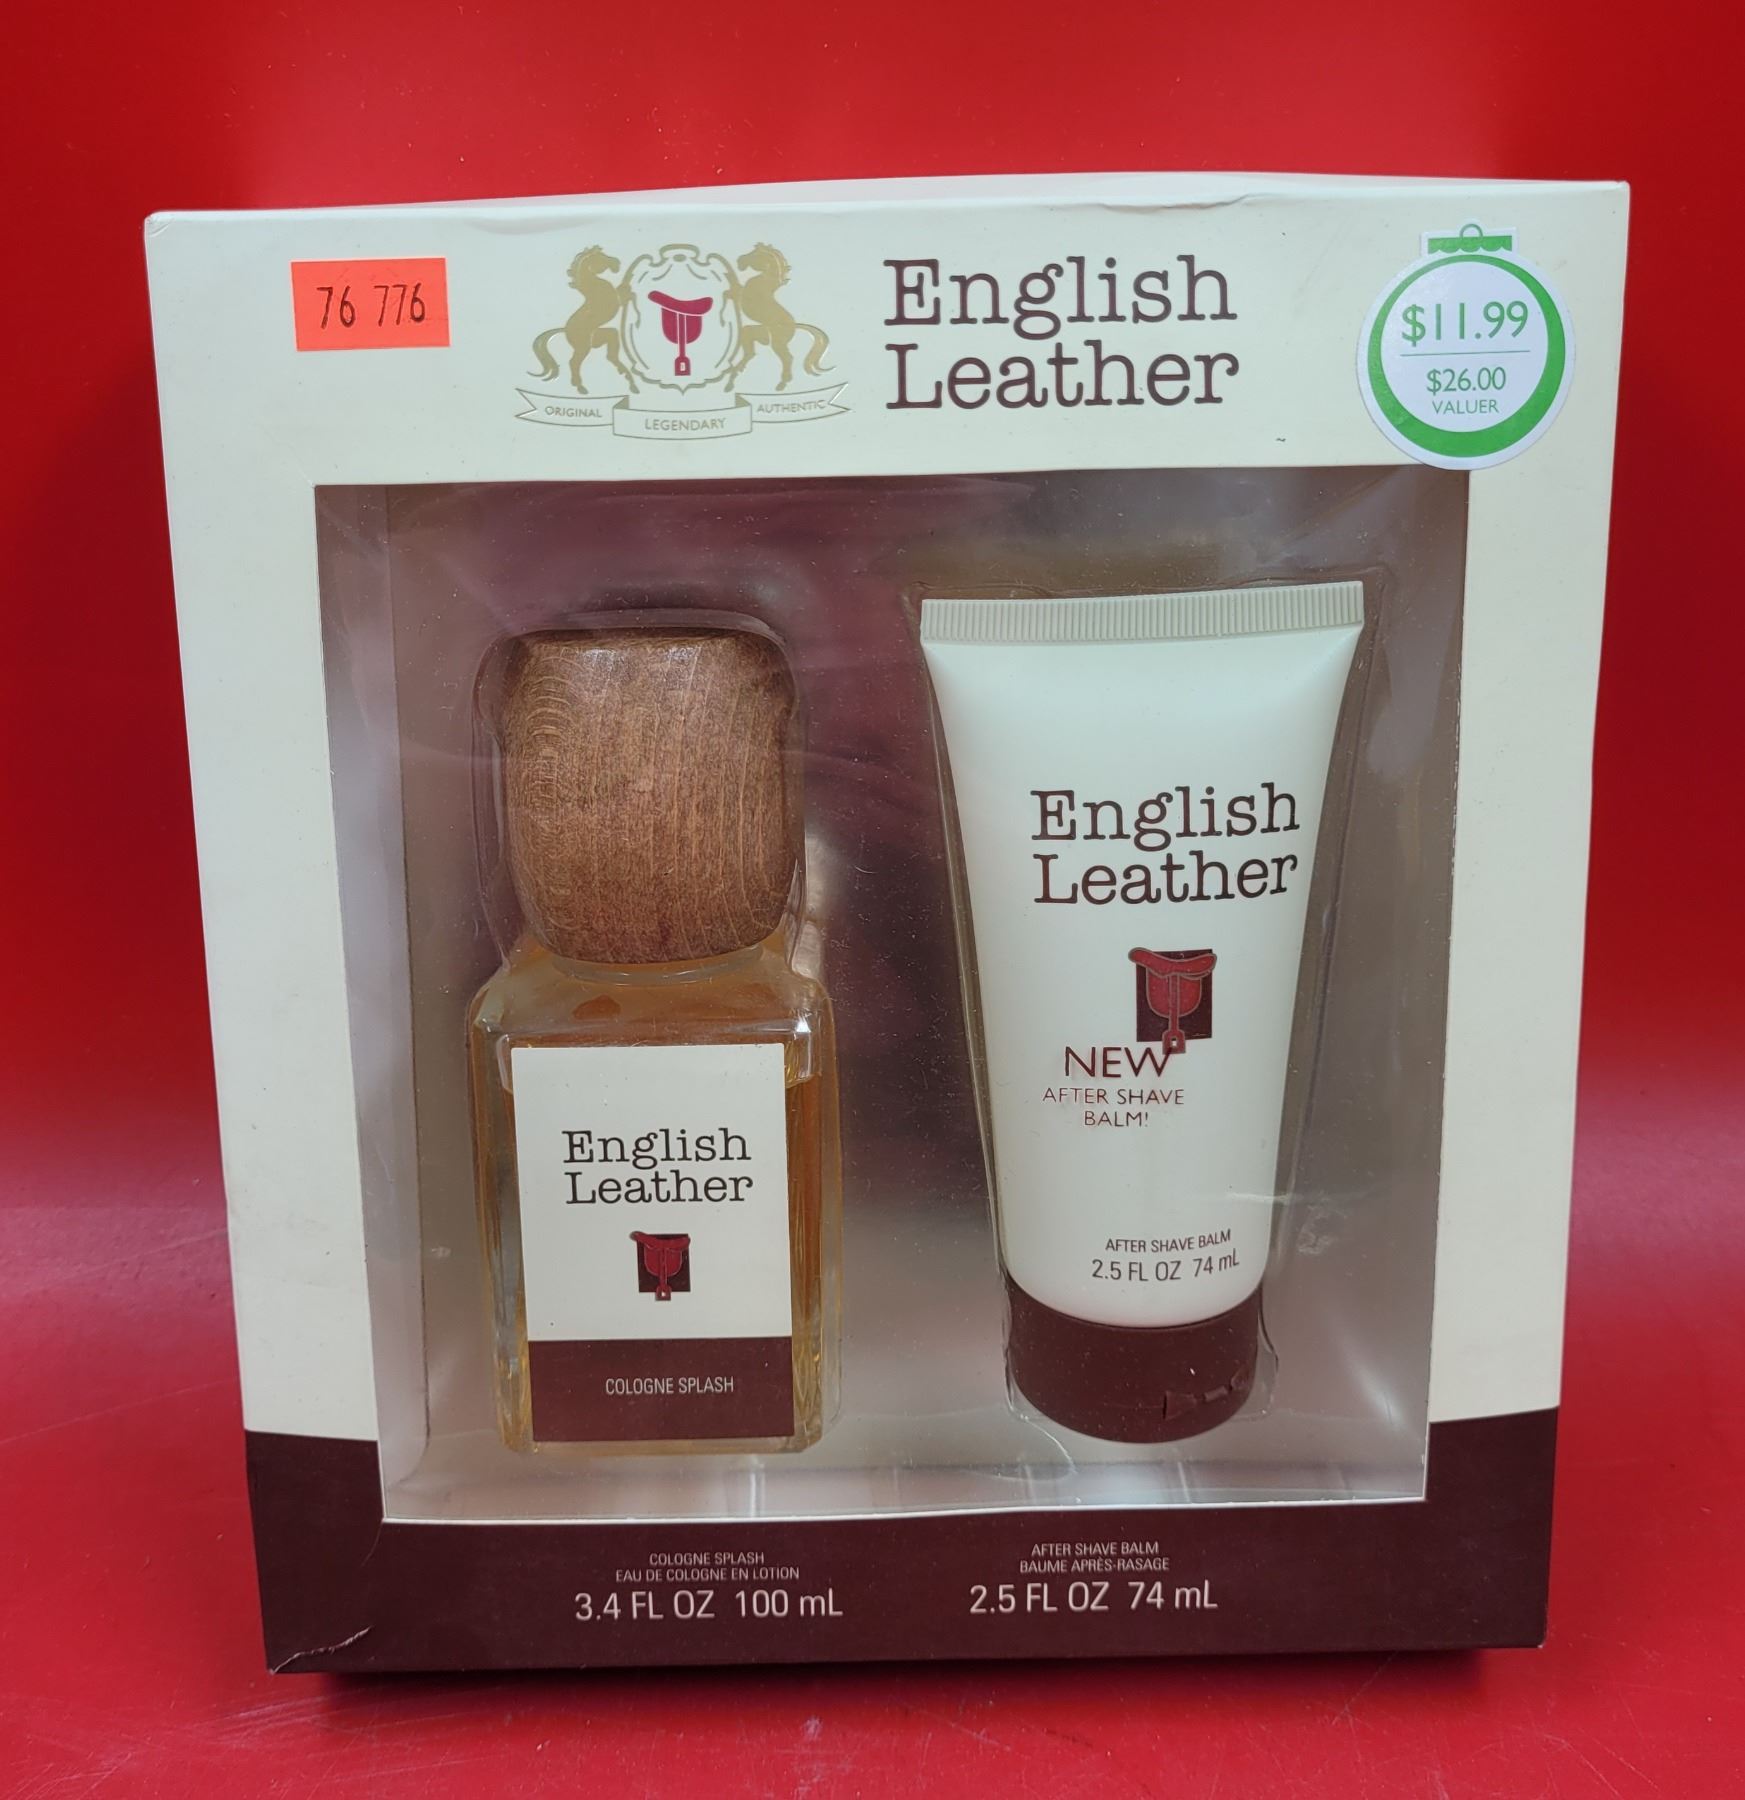 76 776
ORIGINAL
LEGENDARY
AUTHENTIC
English
Leather
$11.99
$26.00
VALUER
English
Leather
COLOGNE SPLASH
English
Leather
NEW
AFTER SHAVE
BALM!
AFTER SHAVE BALM
2.5 FL OZ 74 mL
COLOGNE SPLASH
EAU DE COLOGNE EN LOTION
3.4 FL OZ 100 mL
AFTER SHAVE BALM
BAUME APRÈS-RASAGE
2.5 FL OZ 74 mL